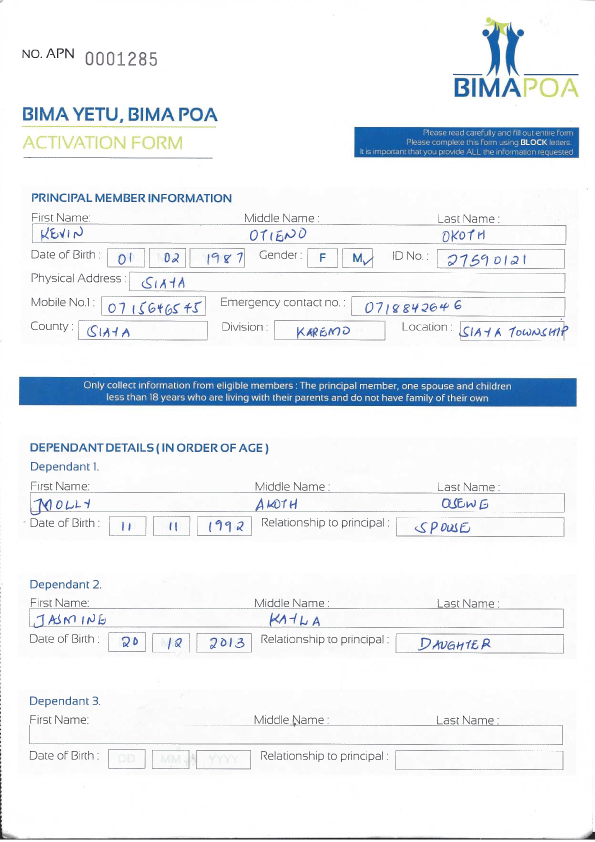 NO. APN 0001285
BIMAPOA
BIMA YETU, BIMA POA
ACTIVATION FORM
Please read carefully and fill out entire form
Please complete this form using BLOCK letters.
It is important that you provide ALL the information requested
PRINCIPAL MEMBER INFORMATION
First Name: Middle Name : Last Name :
KEVIN OTIENO OKOTH
Date of Birth : 01 02 1987 Gender : F M✓ ID No. : 27590121
Physical Address : SIAYA
Mobile No.1 : 0715646545 Emergency contact no. : 0718842646
County : SIAYA Division : KAREMO Location : SIAYA TOWNSHIP
Only collect information from eligible members : The principal member, one spouse and children
less than 18 years who are living with their parents and do not have family of their own
DEPENDANT DETAILS ( IN ORDER OF AGE )
Dependant 1.
First Name: Middle Name : Last Name :
MOLLY AKOTH OSEWE
Date of Birth : 11 11 1992 Relationship to principal : SPOUSE
Dependant 2.
First Name: Middle Name : Last Name :
JASMINE KAYLA
Date of Birth : 20 12 2013 Relationship to principal : DAUGHTER
Dependant 3.
First Name: Middle Name : Last Name :
Date of Birth : DD MM YYYY Relationship to principal :